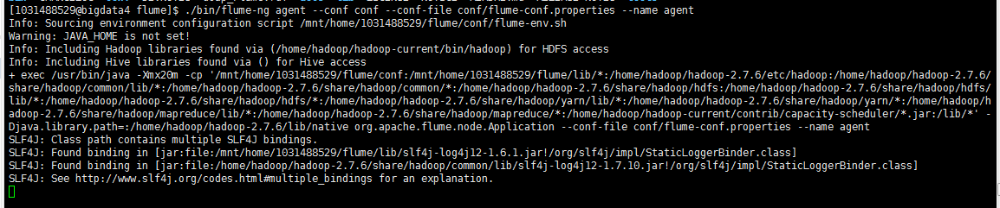 [1031488529@bigdata4 flume]$ ./bin/flume-ng agent --conf conf --conf-file conf/flume-conf.properties --name agent
Info: Sourcing environment configuration script /mnt/home/1031488529/flume/conf/flume-env.sh
Warning: JAVA_HOME is not set!
Info: Including Hadoop libraries found via (/home/hadoop/hadoop-current/bin/hadoop) for HDFS access
Info: Including Hive libraries found via () for Hive access
+ exec /usr/bin/java -Xmx20m -cp '/mnt/home/1031488529/flume/conf:/mnt/home/1031488529/flume/lib/*:/home/hadoop/hadoop-2.7.6/etc/hadoop:/home/hadoop/hadoop-2.7.6/
share/hadoop/common/lib/*:/home/hadoop/hadoop-2.7.6/share/hadoop/common/*:/home/hadoop/hadoop-2.7.6/share/hadoop/hdfs:/home/hadoop/hadoop-2.7.6/share/hadoop/hdfs/
lib/*:/home/hadoop/hadoop-2.7.6/share/hadoop/hdfs/*:/home/hadoop/hadoop-2.7.6/share/hadoop/yarn/lib/*:/home/hadoop/hadoop-2.7.6/share/hadoop/yarn/*:/home/hadoop/h
adoop-2.7.6/share/hadoop/mapreduce/lib/*:/home/hadoop/hadoop-2.7.6/share/hadoop/mapreduce/*:/home/hadoop/hadoop-current/contrib/capacity-scheduler/*.jar:/lib/*' -
Djava.library.path=:/home/hadoop/hadoop-2.7.6/lib/native org.apache.flume.node.Application --conf-file conf/flume-conf.properties --name agent
SLF4J: Class path contains multiple SLF4J bindings.
SLF4J: Found binding in [jar:file:/mnt/home/1031488529/flume/lib/slf4j-log4j12-1.6.1.jar!/org/slf4j/impl/StaticLoggerBinder.class]
SLF4J: Found binding in [jar:file:/home/hadoop/hadoop-2.7.6/share/hadoop/common/lib/slf4j-log4j12-1.7.10.jar!/org/slf4j/impl/StaticLoggerBinder.class]
SLF4J: See http://www.slf4j.org/codes.html#multiple_bindings for an explanation.